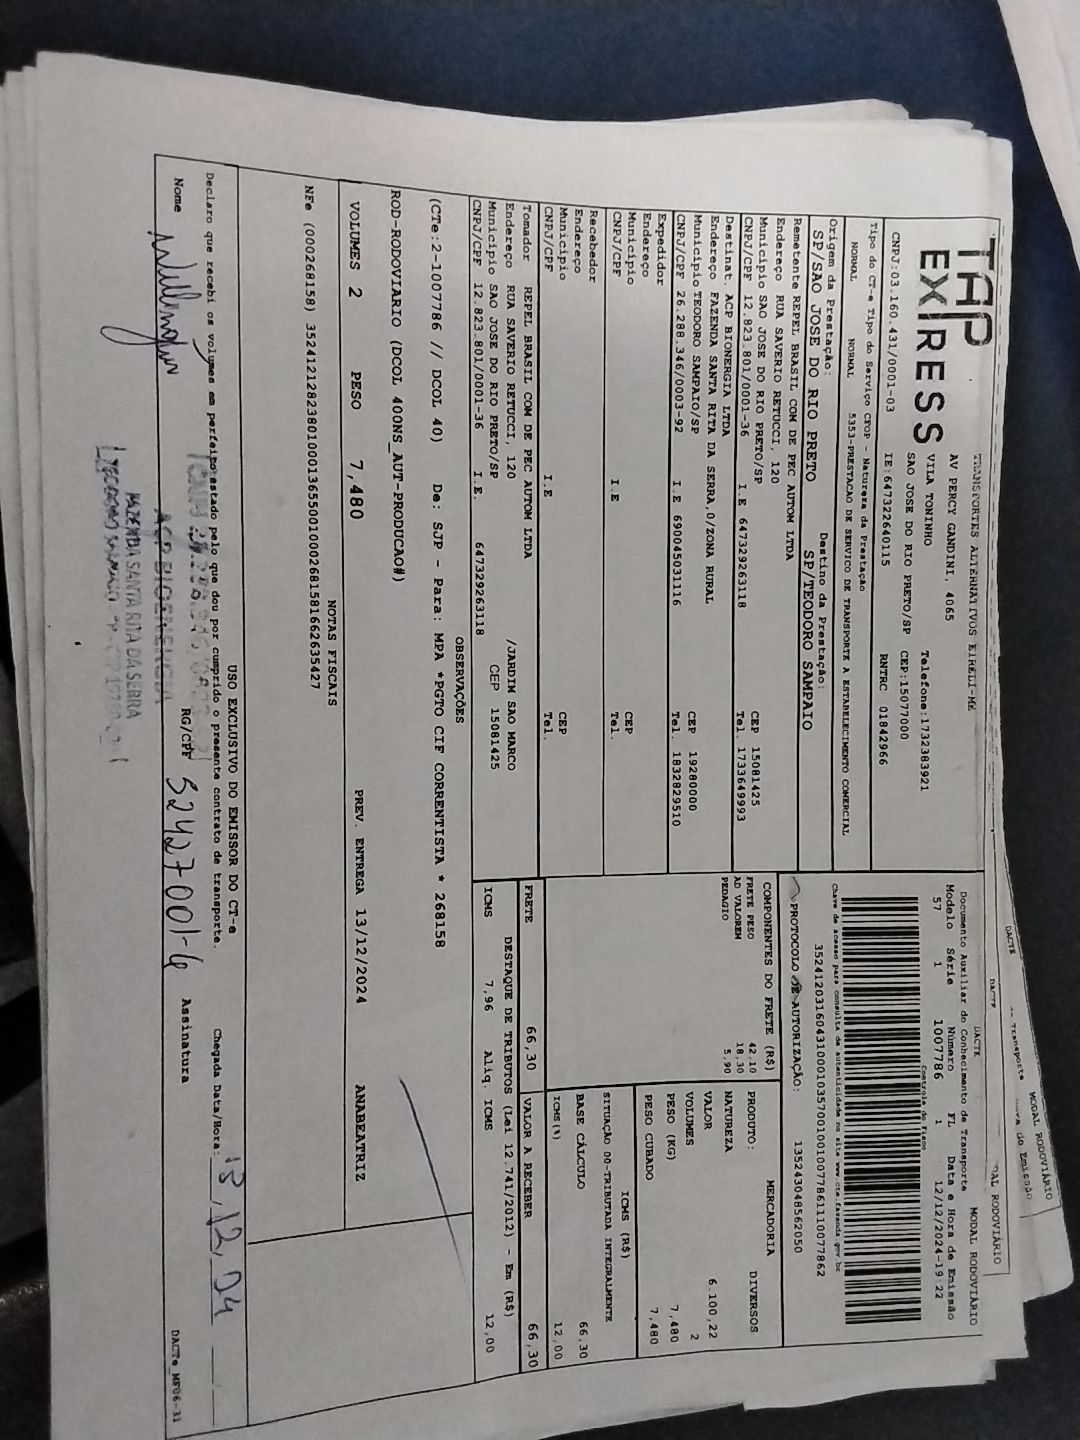 TRANSPORTES ALTERNATIVOS EIRELI-ME
TAP EXPRESS
AV PERCY GANDINI, 4065
VILA TONINHO
SAO JOSE DO RIO PRETO/SP
Telefone:1732383921
CEP:15077000
CNPJ:03.160.431/0001-03 IE:647322640115 RNTRC 01842966
Tipo do CT-e Tipo do Serviço CFOP - Natureza da Prestação
NORMAL NORMAL 5353-PRESTACAO DE SERVICO DE TRANSPORTE A ESTABELECIMENTO COMERCIAL
Origem da Prestação: Destino da Prestação:
SP/SAO JOSE DO RIO PRETO SP/TEODORO SAMPAIO
Remetente REPEL BRASIL COM DE PEC AUTOM LTDA
Endereço RUA SAVERIO RETUCCI, 120
Municipio SAO JOSE DO RIO PRETO/SP CEP 15081425
CNPJ/CPF 12.823.801/0001-36 I.E 647329263118 Tel. 1733649993
Destinat. ACP BIONERGIA LTDA
Endereço FAZENDA SANTA RITA DA SERRA,0/ZONA RURAL
Municipio TEODORO SAMPAIO/SP CEP 19280000
CNPJ/CPF 26.288.346/0003-92 I.E 690045031116 Tel. 1832829510
Expedidor
Endereço
Municipio CEP
CNPJ/CPF I.E Tel.
Recebedor
Endereço
Municipio CEP
CNPJ/CPF I.E Tel.
Tomador REPEL BRASIL COM DE PEC AUTOM LTDA
Endereço RUA SAVERIO RETUCCI, 120 /JARDIM SAO MARCO
Municipio SAO JOSE DO RIO PRETO/SP CEP 15081425
CNPJ/CPF 12.823.801/0001-36 I.E. 647329263118
DACTE MODAL RODOVIÁRIO
Documento Auxiliar do Conhecimento de Transporte
Modelo Série Número FL Data e Hora de Emissão
57 1 1007786 1 12/12/2024-19:22
Controle do Fisco
Chave de acesso para consulta de autenticidade no site www.cte.fazenda.gov.br
35241203160431000103570010010077861110077862
PROTOCOLO DE AUTORIZAÇÃO: 135243048562050
COMPONENTES DO FRETE (R$)
FRETE PESO 42,10
AD VALOREM 18,30
PEDAGIO 5,90
MERCADORIA
PRODUTO: DIVERSOS
NATUREZA
VALOR 6.100,22
VOLUMES 2
PESO (KG) 7,480
PESO CUBADO 7,480
ICMS (R$)
SITUAÇÃO 00-TRIBUTADA INTEGRALMENTE
BASE CÁLCULO 66,30
ICMS(%) 12,00
FRETE 66,30 VALOR A RECEBER 66,30
DESTAQUE DE TRIBUTOS (Lei 12.741/2012) - Em (R$)
ICMS 7,96 Aliq. ICMS 12,00
OBSERVAÇÕES
(CTe:2-1007786 // DCOL 40) De: SJP - Para: MPA *PGTO CIF CORRENTISTA * 268158
ROD-RODOVIARIO (DCOL 400NS_AUT-PRODUCAO#)
VOLUMES 2 PESO 7,480 PREV. ENTREGA 13/12/2024 ANABEATRIZ
NOTAS FISCAIS
NFe (000268158) 35241212823801000136550010002681581662635427
USO EXCLUSIVO DO EMISSOR DO CT-e
Declaro que recebi os volumes em perfeito estado pelo que dou por cumprido o presente contrato de transporte.
Chegada Data/Hora: 13,12,24
Nome RG/CPF 52427001-4 Assinatura
DACTe_MF06-31
ACP BIOENERGIA
FAZENDA SANTA RITA DA SERRA